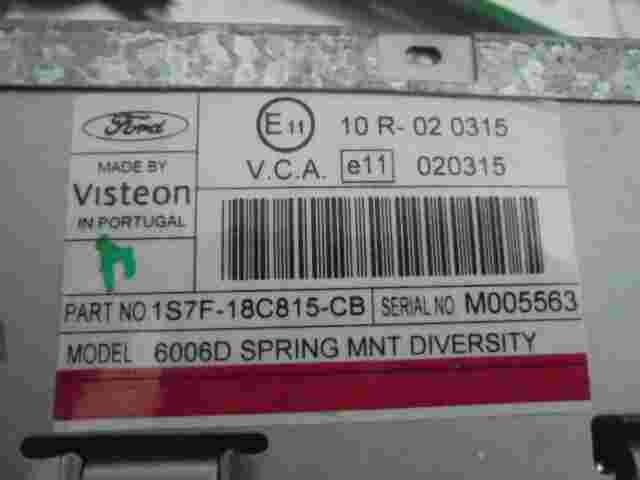 Ford
E11 10 R- 02 0315
MADE BY
Visteon
IN PORTUGAL
V.C.A. e11 020315
PART NO 1S7F-18C815-CB SERIAL NO M005563
MODEL 6006D SPRING MNT DIVERSITY